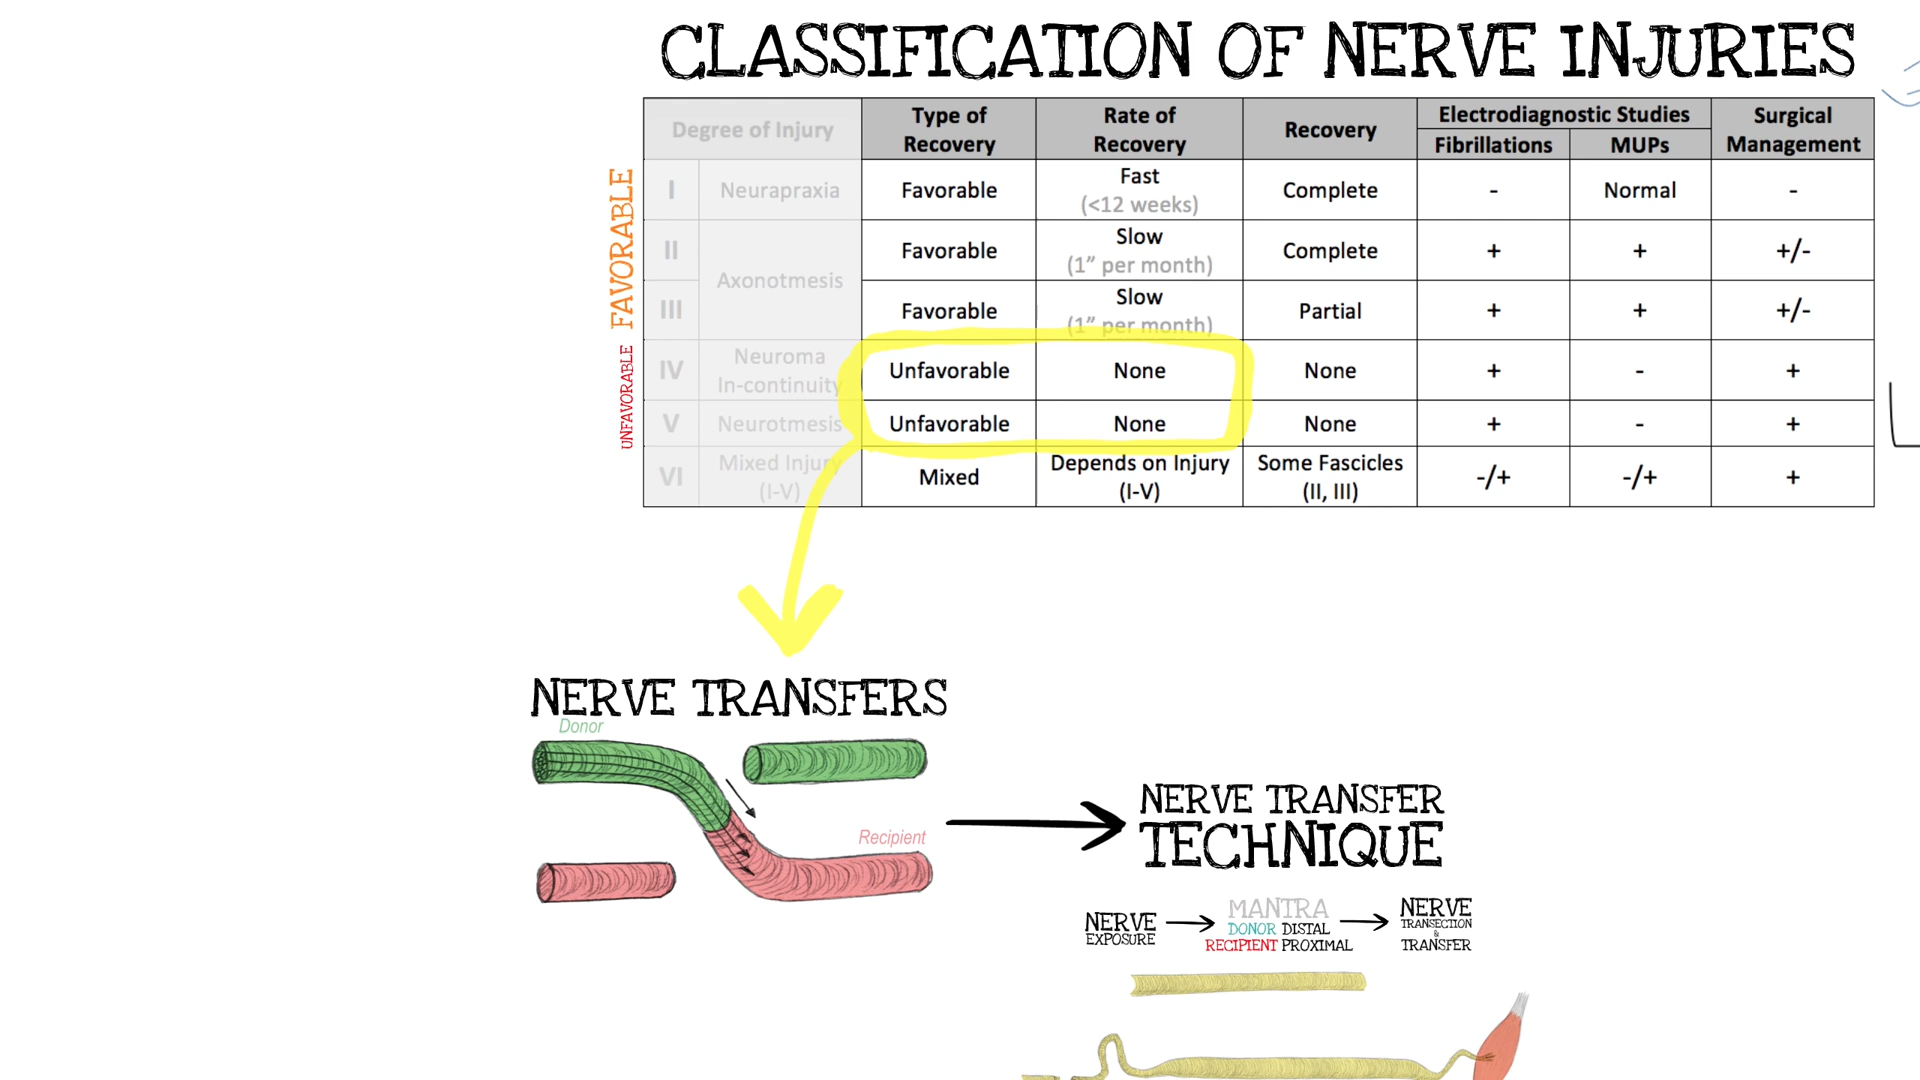 CLASSIFICATION OF NERVE INJURIES
Degree of Injury
Type of Recovery
Rate of Recovery
Recovery
Electrodiagnostic Studies
Fibrillations
MUPs
Surgical Management
FAVORABLE
UNFAVORABLE
I Neurapraxia Favorable Fast (<12 weeks) Complete - Normal -
II Axonotmesis Favorable Slow (1” per month) Complete + + +/-
III Favorable Slow (1” per month) Partial + + +/-
IV Neuroma In-continuity Unfavorable None None + - +
V Neurotmesis Unfavorable None None + - +
VI Mixed Injury (I-V) Mixed Depends on Injury (I-V) Some Fascicles (II, III) -/+ -/+ +
NERVE TRANSFERS
Donor
Recipient
NERVE TRANSFER
TECHNIQUE
NERVE
EXPOSURE
MANTRA
DONOR DISTAL
RECIPIENT PROXIMAL
NERVE
TRANSECTION
&
TRANSFER